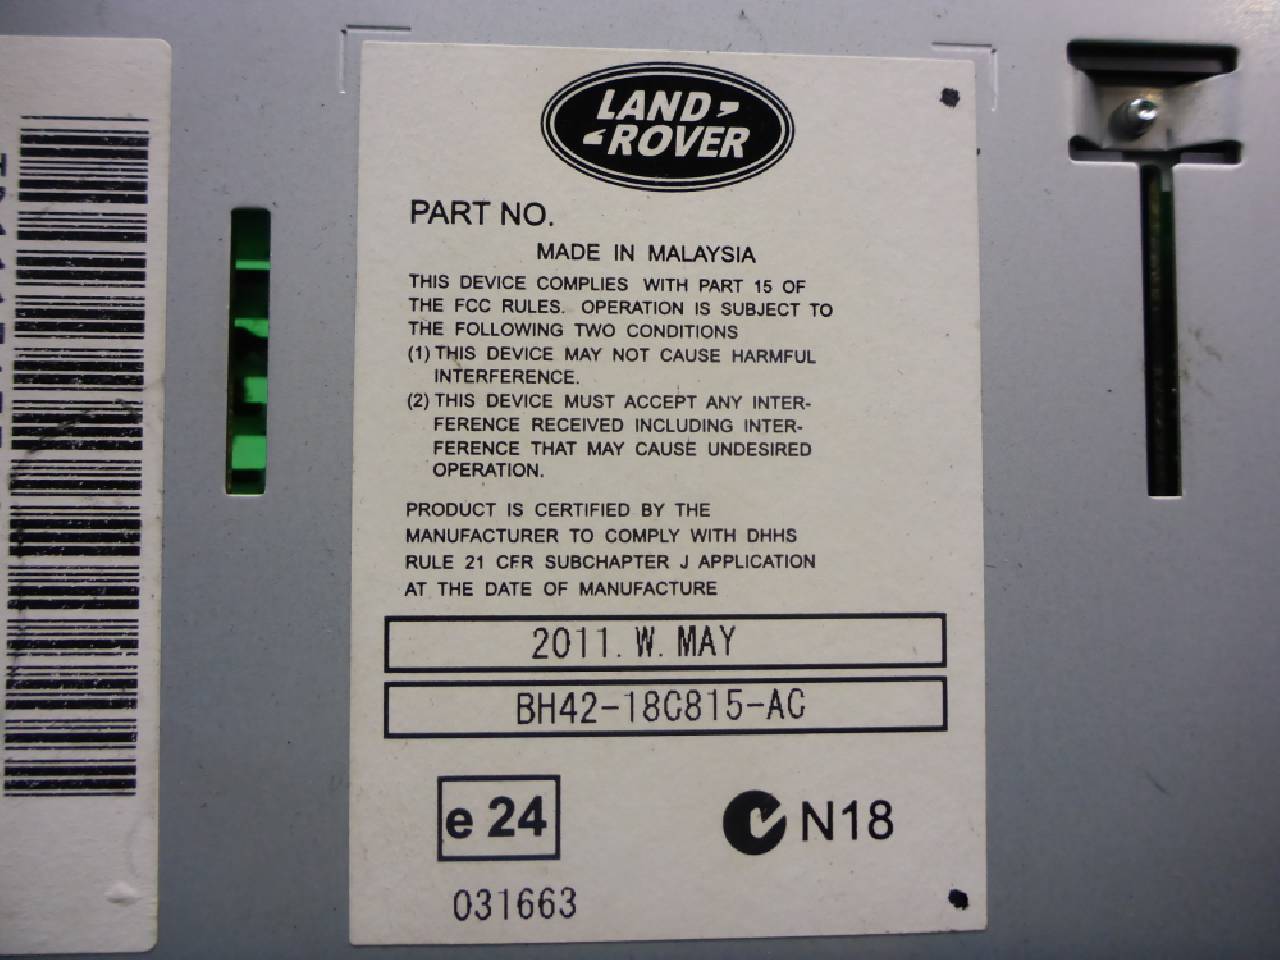 LAND
ROVER
PART NO.
MADE IN MALAYSIA
THIS DEVICE COMPLIES WITH PART 15 OF
THE FCC RULES. OPERATION IS SUBJECT TO
THE FOLLOWING TWO CONDITIONS
(1) THIS DEVICE MAY NOT CAUSE HARMFUL
INTERFERENCE.
(2) THIS DEVICE MUST ACCEPT ANY INTER-
FERENCE RECEIVED INCLUDING INTER-
FERENCE THAT MAY CAUSE UNDESIRED
OPERATION.
PRODUCT IS CERTIFIED BY THE
MANUFACTURER TO COMPLY WITH DHHS
RULE 21 CFR SUBCHAPTER J APPLICATION
AT THE DATE OF MANUFACTURE
2011. W. MAY
BH42-18C815-AC
e 24
N18
031663